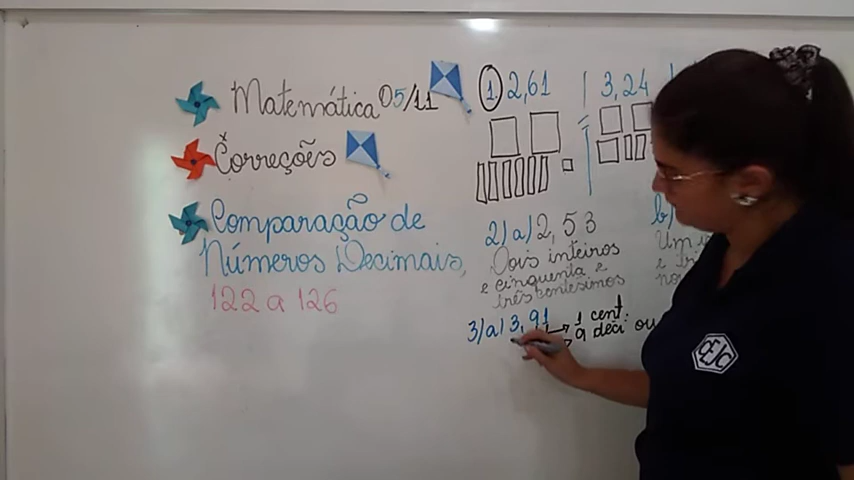 Matemática 05/11
Correções
Comparação de
Números Decimais,
122 a 126
1. 2,61
3,24
2) a) 2,53
Dois inteiros
e cinquenta e
três centésimos
b)
Um
e
3) a) 3,91
1 cent.
9 deci ou
CEJC